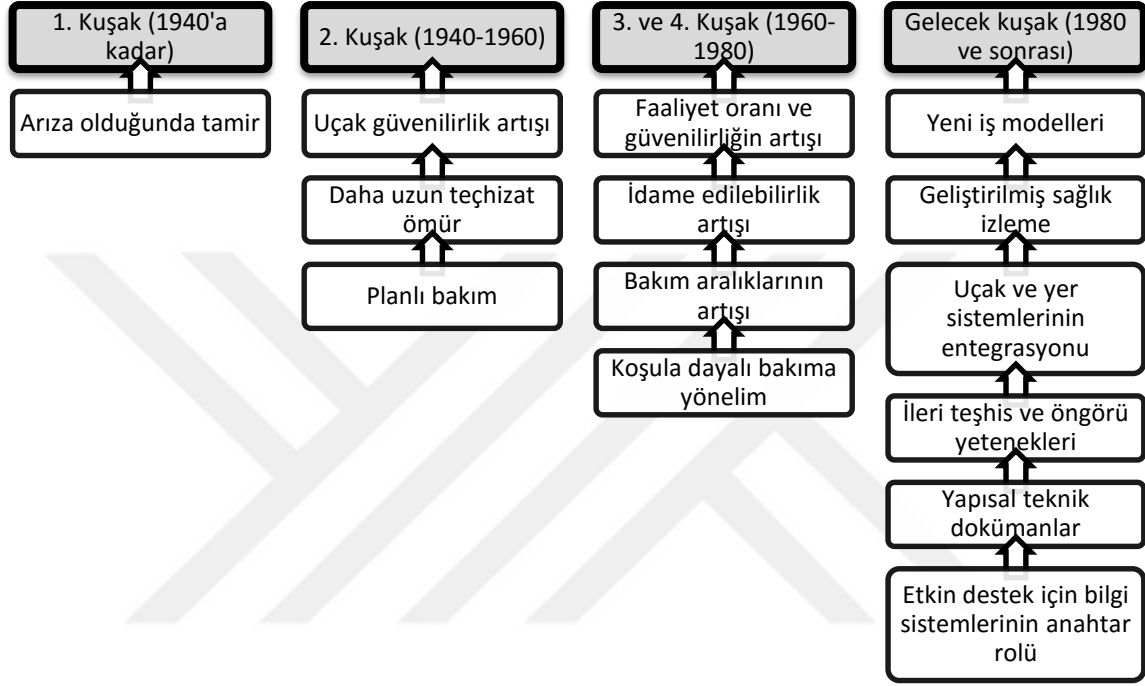 1. Kuşak (1940'a
kadar)
Arıza olduğunda tamir
2. Kuşak (1940-1960)
Uçak güvenilirlik artışı
Daha uzun teçhizat
ömür
Planlı bakım
3. ve 4. Kuşak (1960-
1980)
Faaliyet oranı ve
güvenilirliğin artışı
İdame edilebilirlik
artışı
Bakım aralıklarının
artışı
Koşula dayalı bakıma
yönelim
Gelecek kuşak (1980
ve sonrası)
Yeni iş modelleri
Geliştirilmiş sağlık
izleme
Uçak ve yer
sistemlerinin
entegrasyonu
İleri teşhis ve öngörü
yetenekleri
Yapısal teknik
dokümanlar
Etkin destek için bilgi
sistemlerinin anahtar
rolü